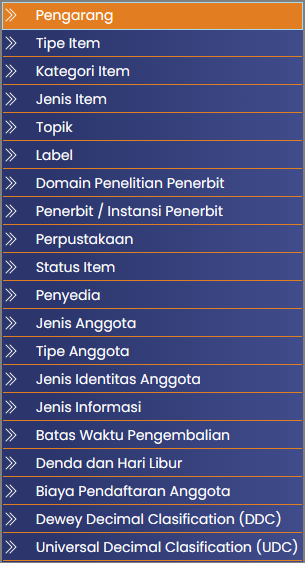 Pengarang
Tipe Item
Kategori Item
Jenis Item
Topik
Label
Domain Penelitian Penerbit
Penerbit / Instansi Penerbit
Perpustakaan
Status Item
Penyedia
Jenis Anggota
Tipe Anggota
Jenis Identitas Anggota
Jenis Informasi
Batas Waktu Pengembalian
Denda dan Hari Libur
Biaya Pendaftaran Anggota
Dewey Decimal Clasification (DDC)
Universal Decimal Clasification (UDC)